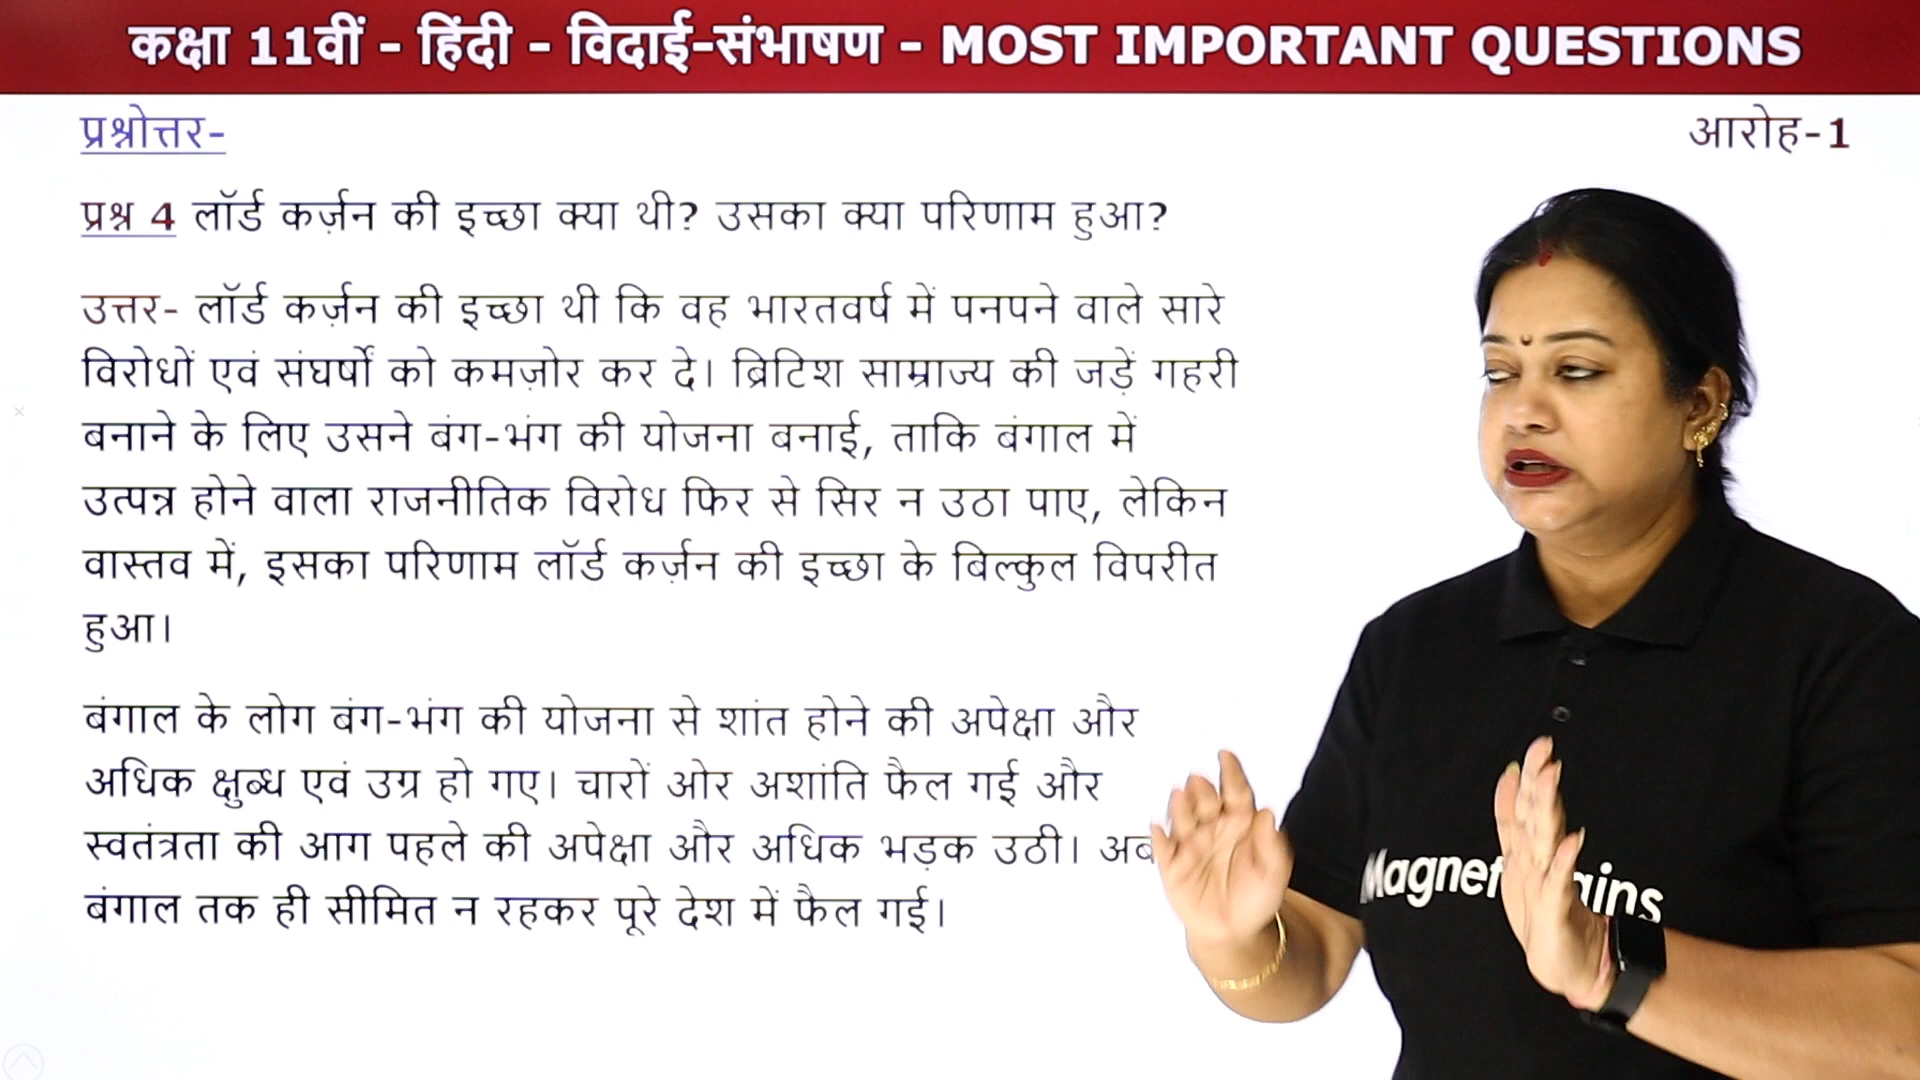 कक्षा 11वीं - हिंदी - विदाई-संभाषण - MOST IMPORTANT QUESTIONS
प्रश्नोत्तर-
आरोह-1
प्रश्न 4 लॉर्ड कर्ज़न की इच्छा क्या थी? उसका क्या परिणाम हुआ?
उत्तर- लॉर्ड कर्ज़न की इच्छा थी कि वह भारतवर्ष में पनपने वाले सारे
विरोधों एवं संघर्षों को कमज़ोर कर दे। ब्रिटिश साम्राज्य की जड़ें गहरी
बनाने के लिए उसने बंग-भंग की योजना बनाई, ताकि बंगाल में
उत्पन्न होने वाला राजनीतिक विरोध फिर से सिर न उठा पाए, लेकिन
वास्तव में, इसका परिणाम लॉर्ड कर्ज़न की इच्छा के बिल्कुल विपरीत
हुआ।
बंगाल के लोग बंग-भंग की योजना से शांत होने की अपेक्षा और
अधिक क्षुब्ध एवं उग्र हो गए। चारों ओर अशांति फैल गई और
स्वतंत्रता की आग पहले की अपेक्षा और अधिक भड़क उठी। अब
बंगाल तक ही सीमित न रहकर पूरे देश में फैल गई।